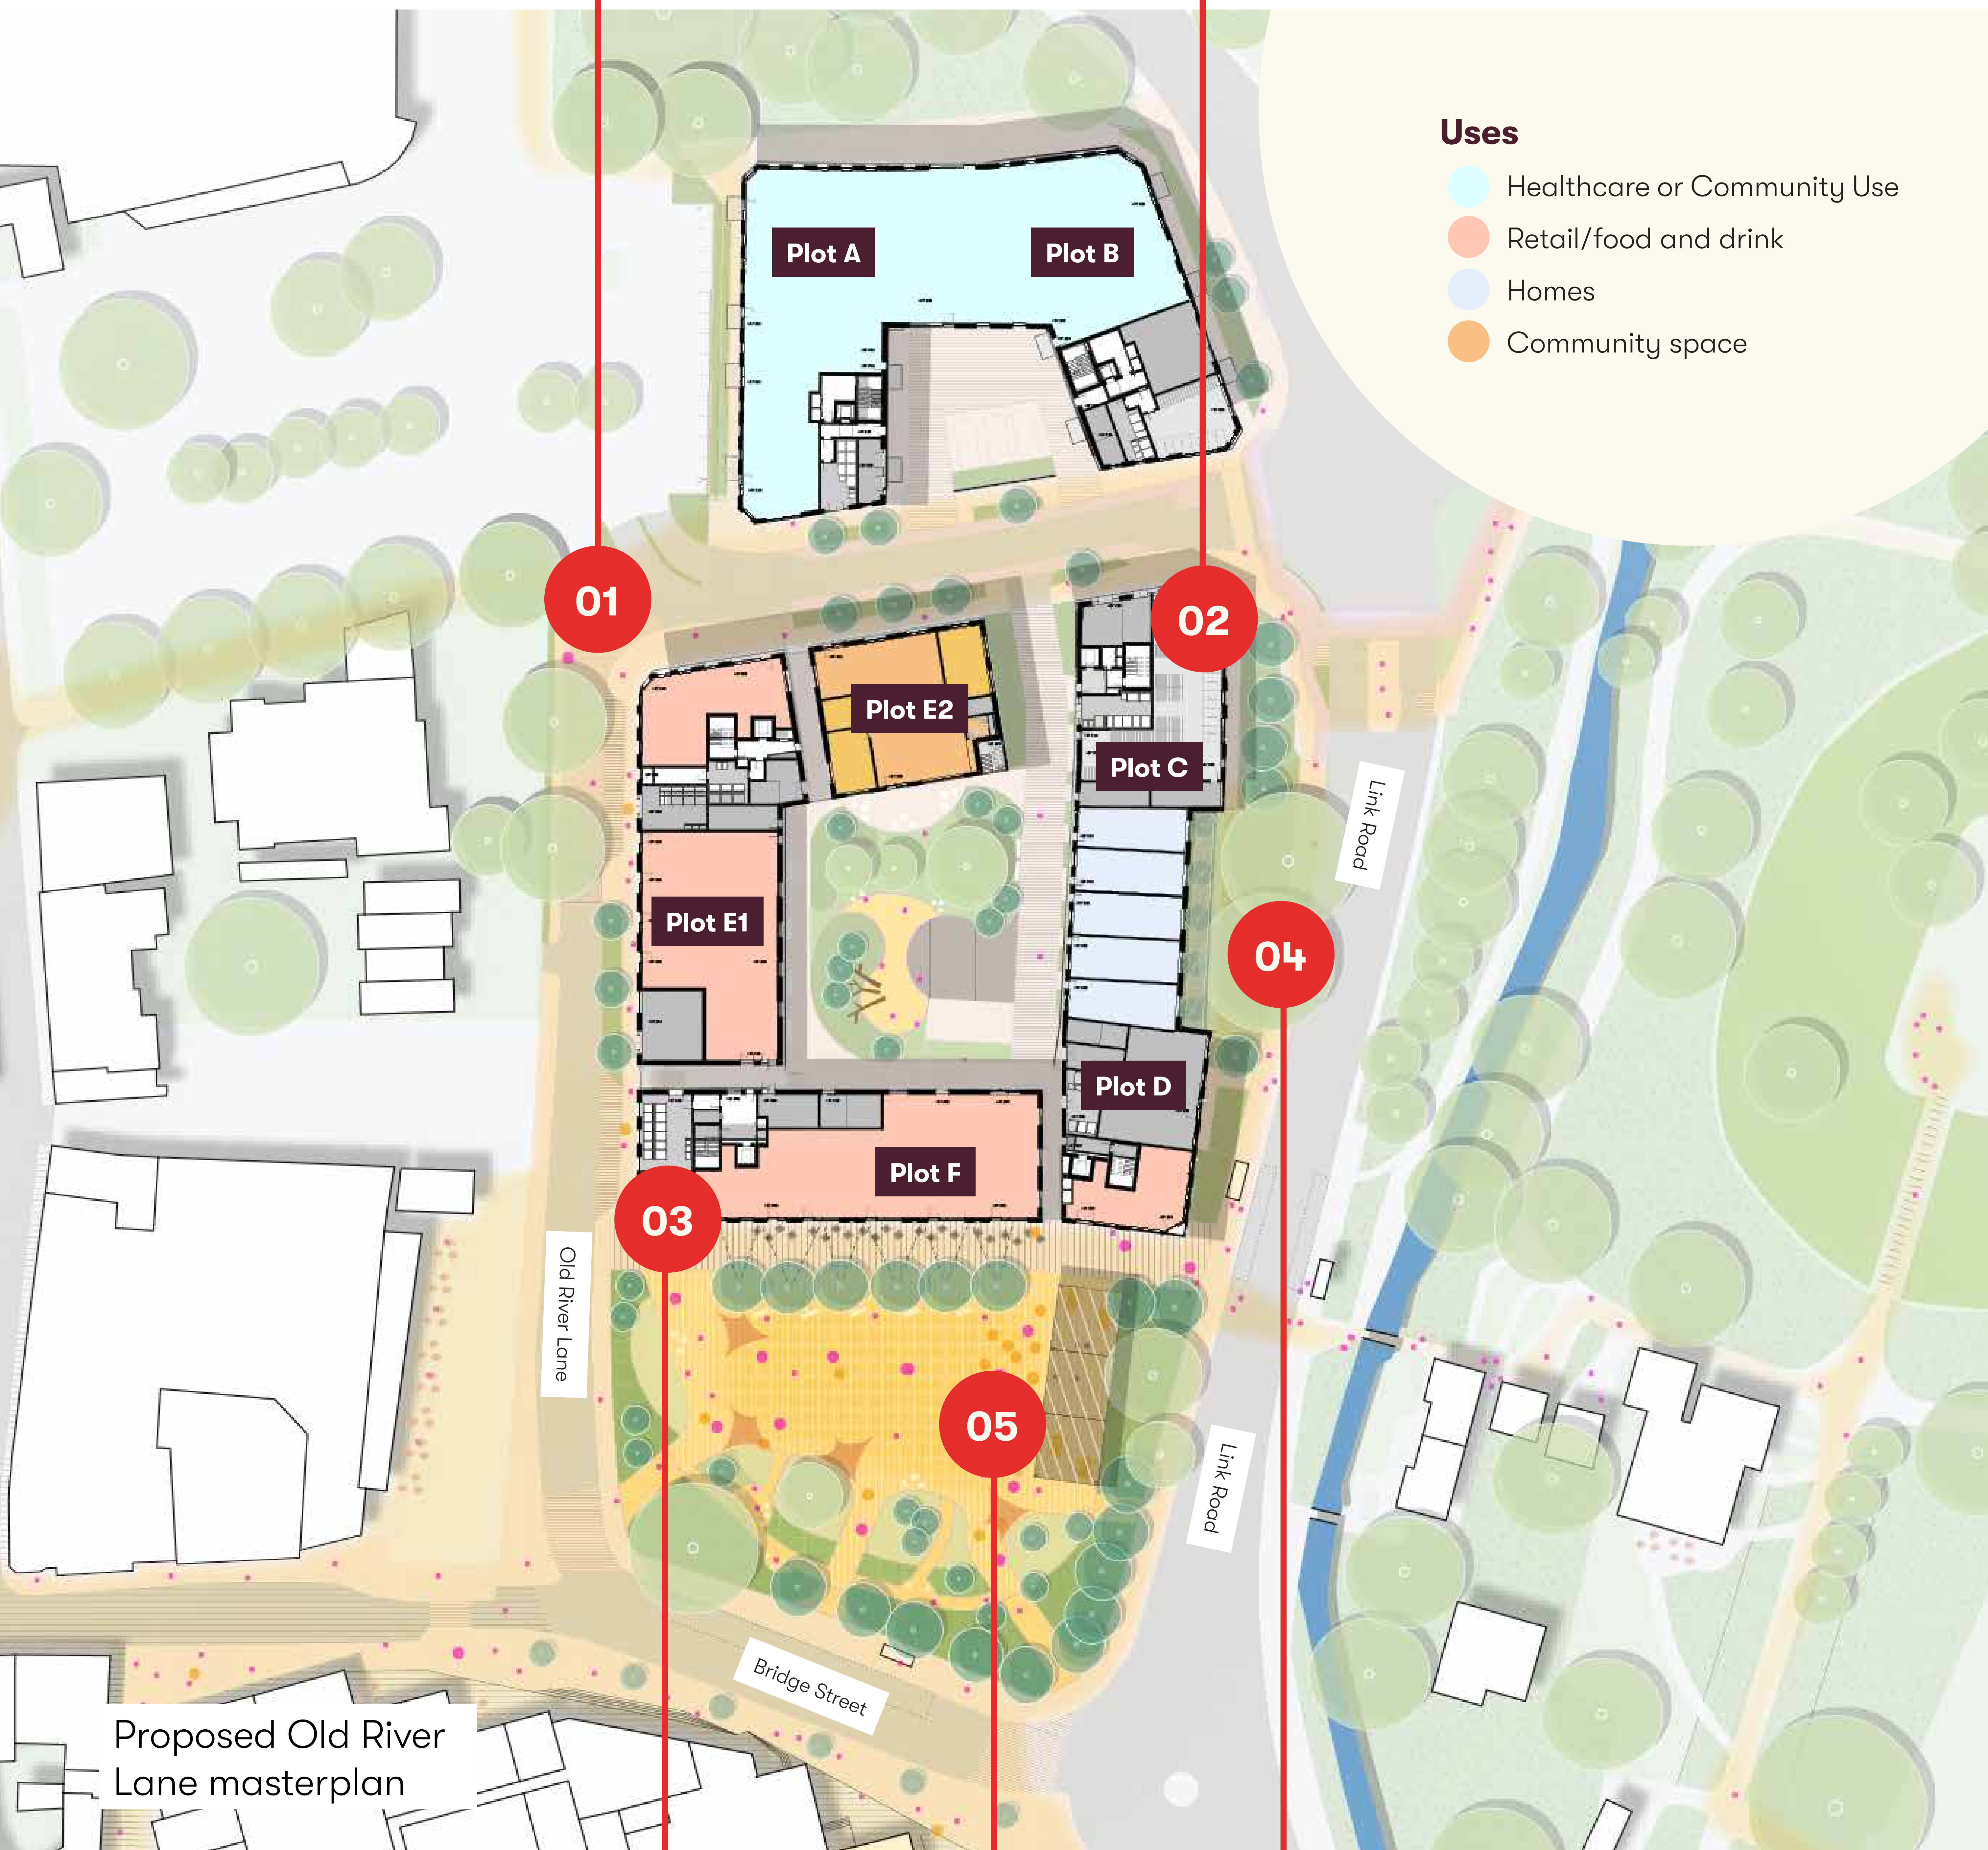 Uses
Healthcare or Community Use
Retail/food and drink
Homes
Community space
Plot A
Plot B
01
02
Plot E2
Plot C
Link Road
Plot E1
04
Plot D
Plot F
03
Old River Lane
05
Link Road
Bridge Street
Proposed Old River
Lane masterplan